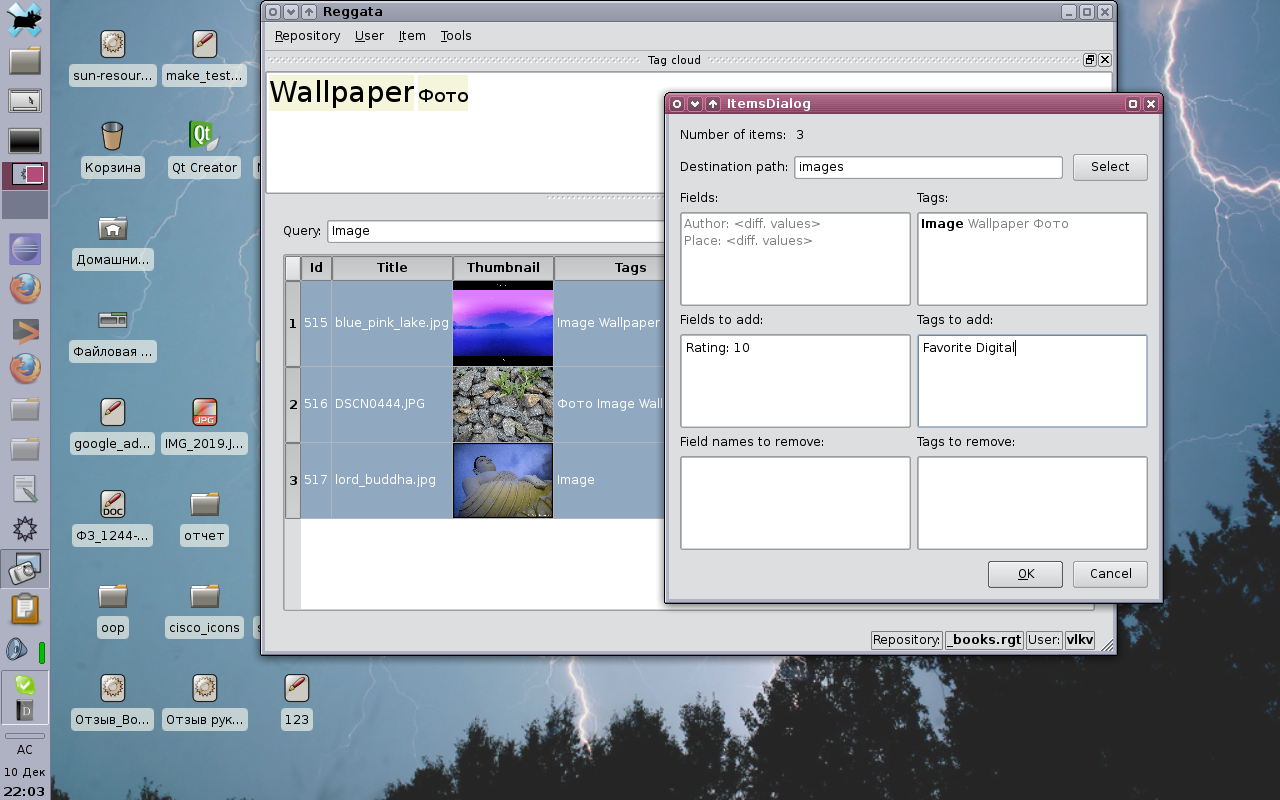 Reggata
Repository User Item Tools
Tag cloud
Wallpaper Фото
Query: Image
Id Title Thumbnail Tags
1 515 blue_pink_lake.jpg Image Wallpaper
2 516 DSCN0444.JPG Фото Image Wall
3 517 lord_buddha.jpg Image
Repository: _books.rgt User: vlkv
ItemsDialog
Number of items: 3
Destination path: images Select
Fields: Tags:
Author: <diff. values> Image Wallpaper Фото
Place: <diff. values>
Fields to add: Tags to add:
Rating: 10 Favorite Digital
Field names to remove: Tags to remove:
OK Cancel
sun-resour... make_test...
Корзина Qt Creator
Qt
Домашни...
Файловая ...
google_ad... IMG_2019.J...
JPG
DOC
ФЗ_1244-... отчет
oop cisco_icons
Отзыв_Во... Отзыв рук... 123
D
AC
10 Дек
22:03